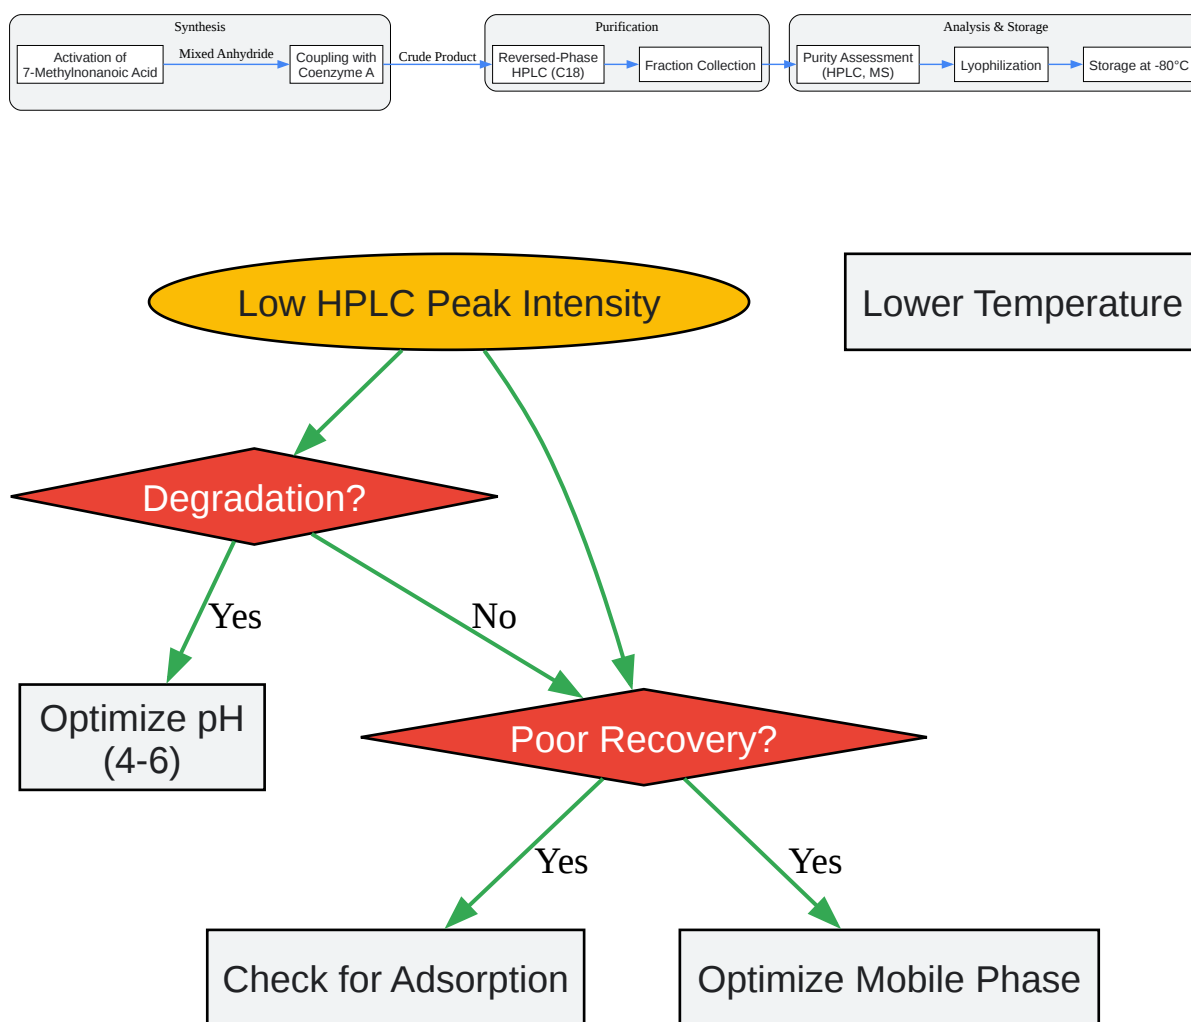 Synthesis
Activation of
7-Methylnonanoic Acid
Mixed Anhydride
Coupling with
Coenzyme A
Crude Product
Purification
Reversed-Phase
HPLC (C18)
Fraction Collection
Analysis & Storage
Purity Assessment
(HPLC, MS)
Lyophilization
Storage at -80°C
Low HPLC Peak Intensity
Lower Temperature
Degradation?
Yes
No
Optimize pH
(4-6)
Poor Recovery?
Yes
Yes
Check for Adsorption
Optimize Mobile Phase